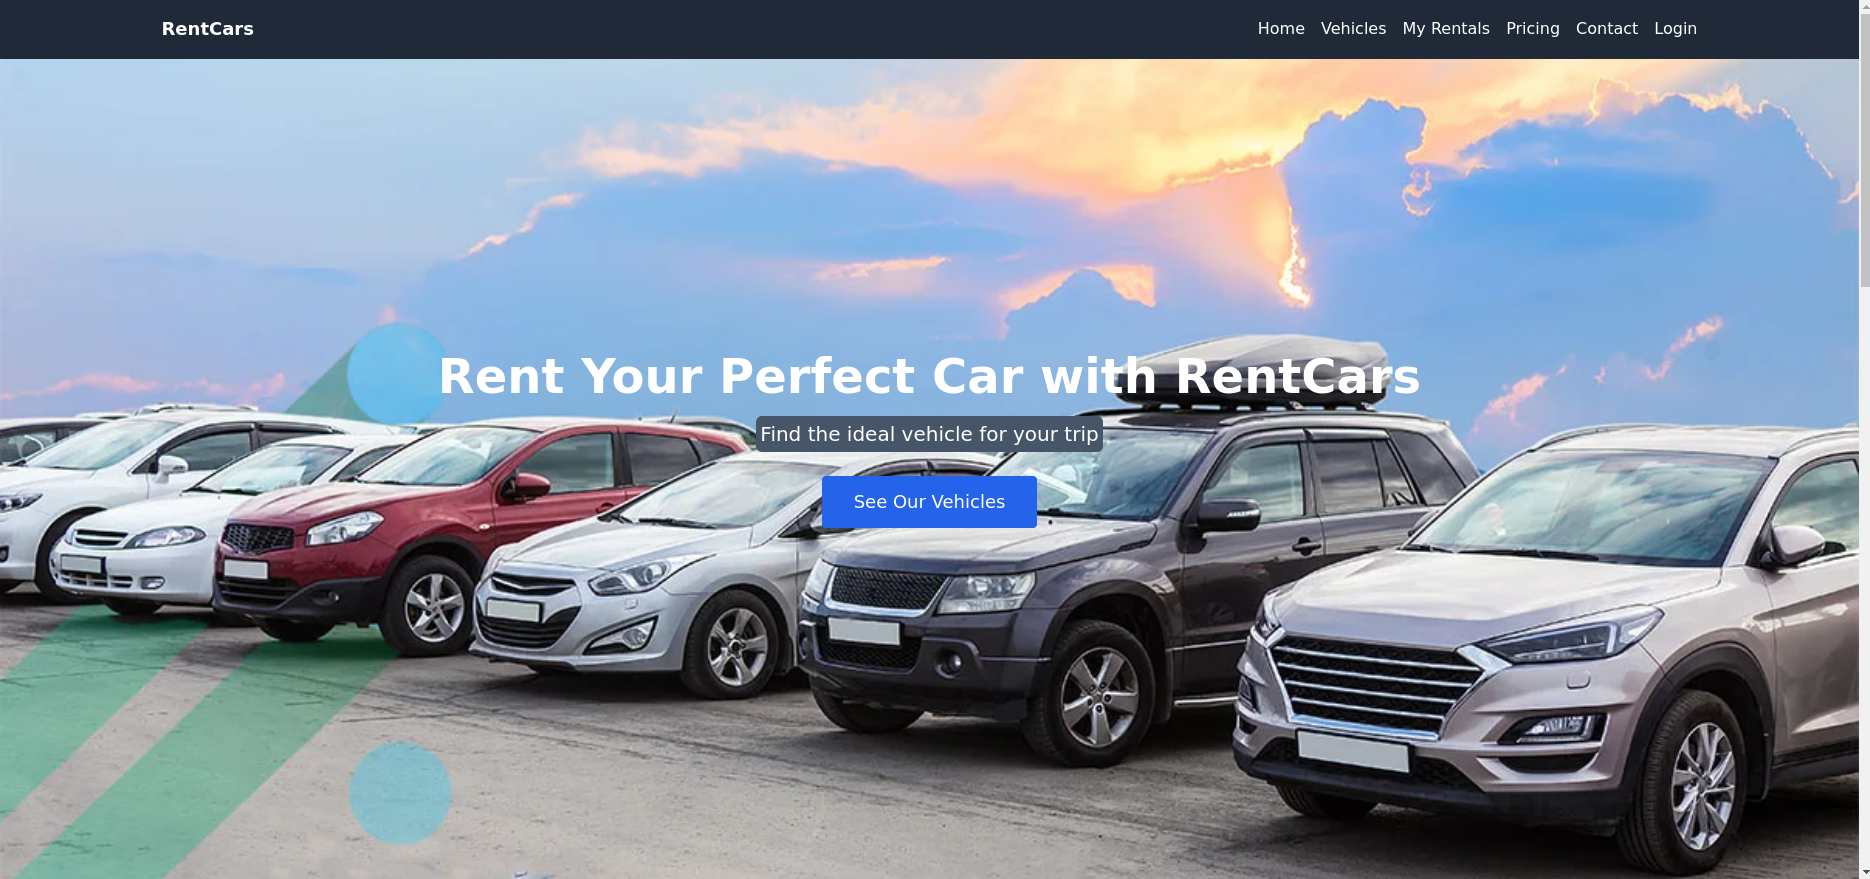 RentCars
Home Vehicles My Rentals Pricing Contact Login
Rent Your Perfect Car with RentCars
Find the ideal vehicle for your trip
See Our Vehicles